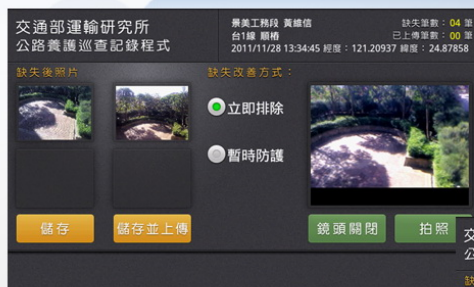 交通部運輸研究所
公路養護巡查記錄程式
景美工務段 黃維信
缺失筆數：04 筆
台1線 順樁
已上傳筆數：00 筆
2011/11/28 13:34:45 經度：121.20937 緯度：24.87858
缺失後照片
缺失改善方式：
立即排除
暫時防護
儲存
儲存並上傳
鏡頭關閉
拍照
交
公
缺